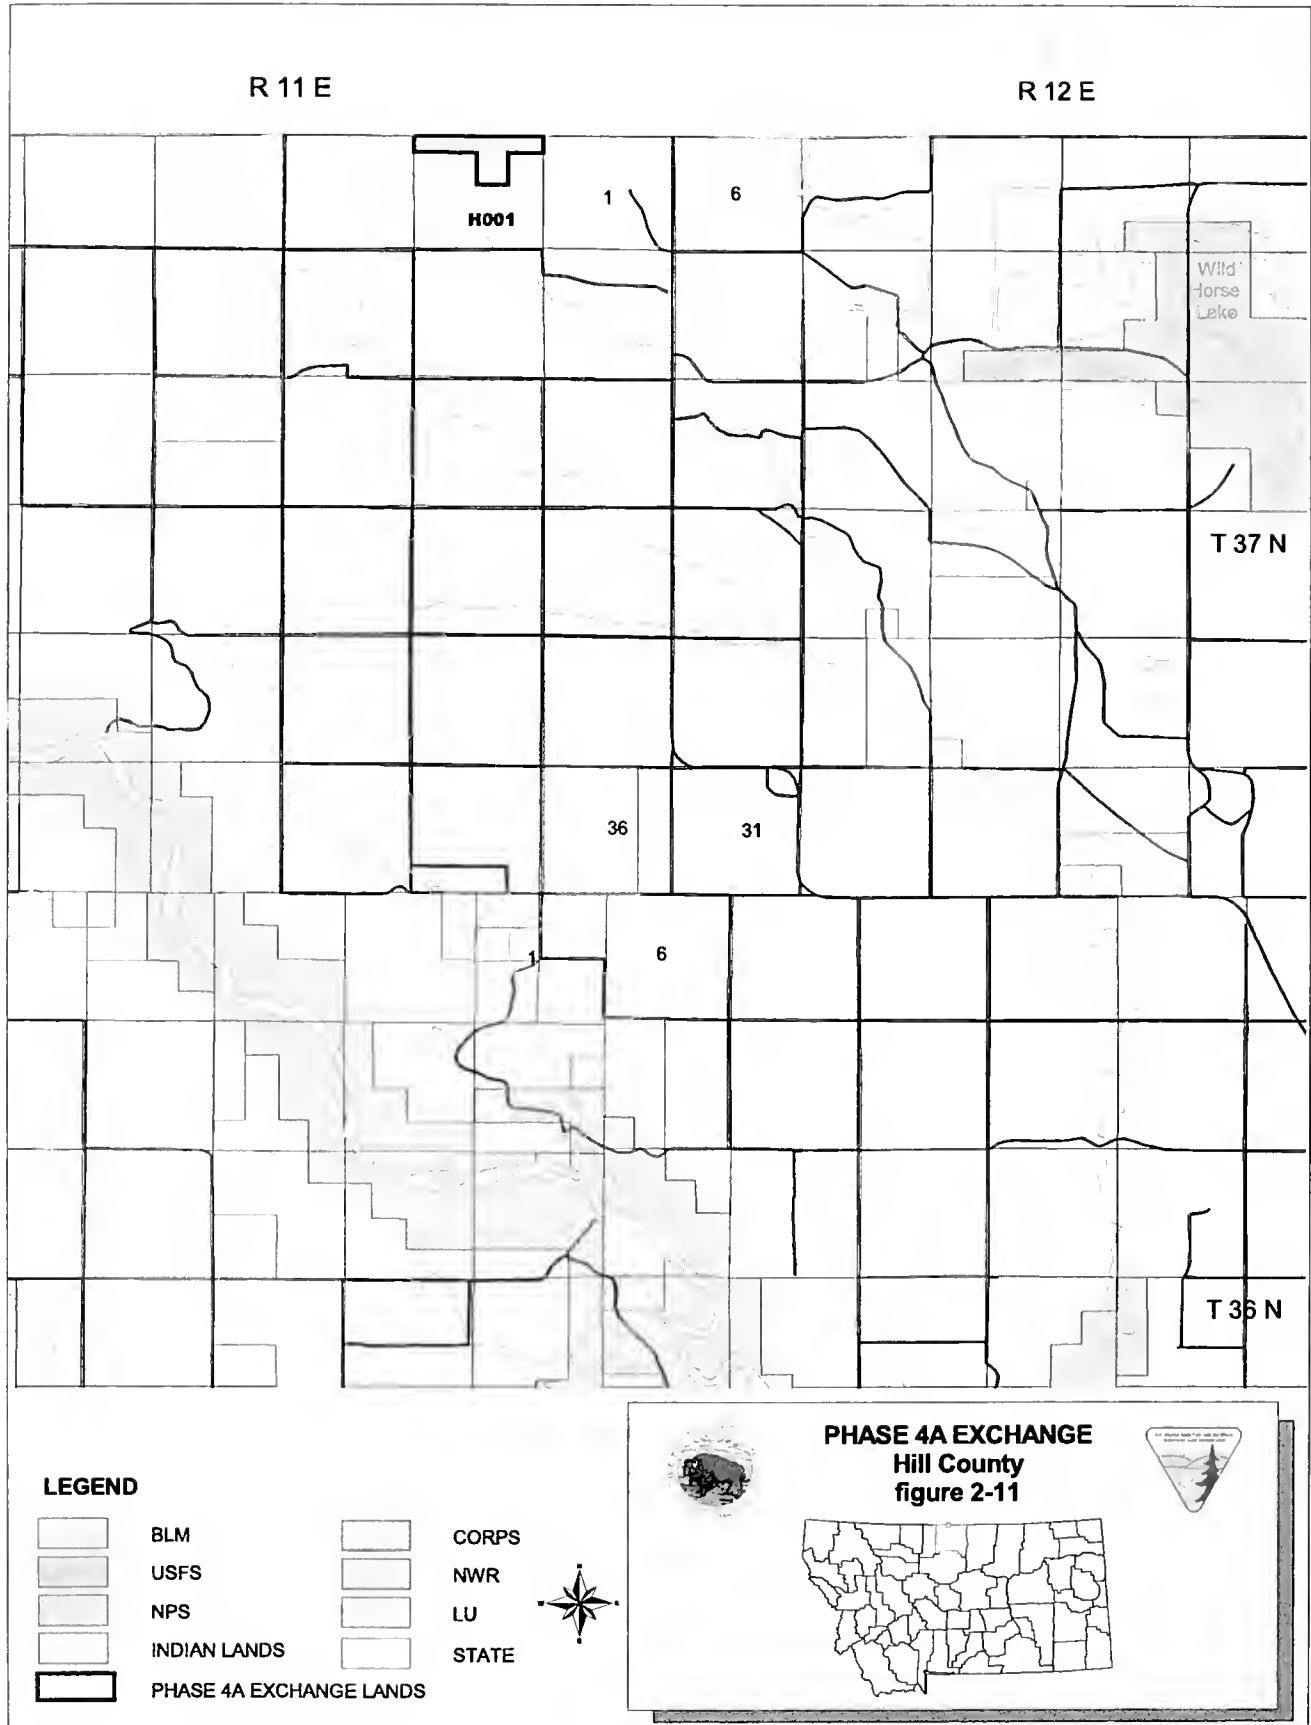 R 11 E
R 12 E
1
6
H001
Wild
Horse
Lake
T 37 N
36
31
1
6
T 36 N
PHASE 4A EXCHANGE
Hill County
figure 2-11
LEGEND
BLM
USFS
NPS
INDIAN LANDS
PHASE 4A EXCHANGE LANDS
CORPS
NWR
LU
STATE